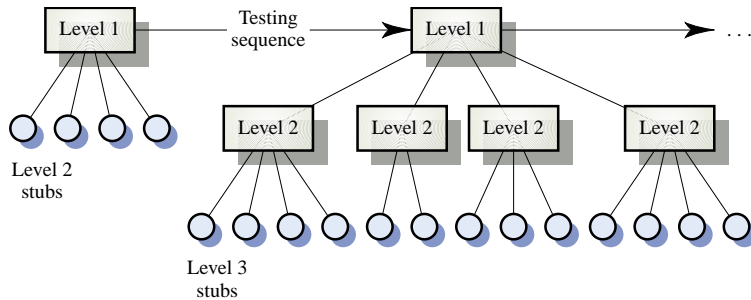 Level 1
Testing
sequence
Level 1
...
Level 2
Level 2
Level 2
Level 2
Level 2
stubs
Level 3
stubs